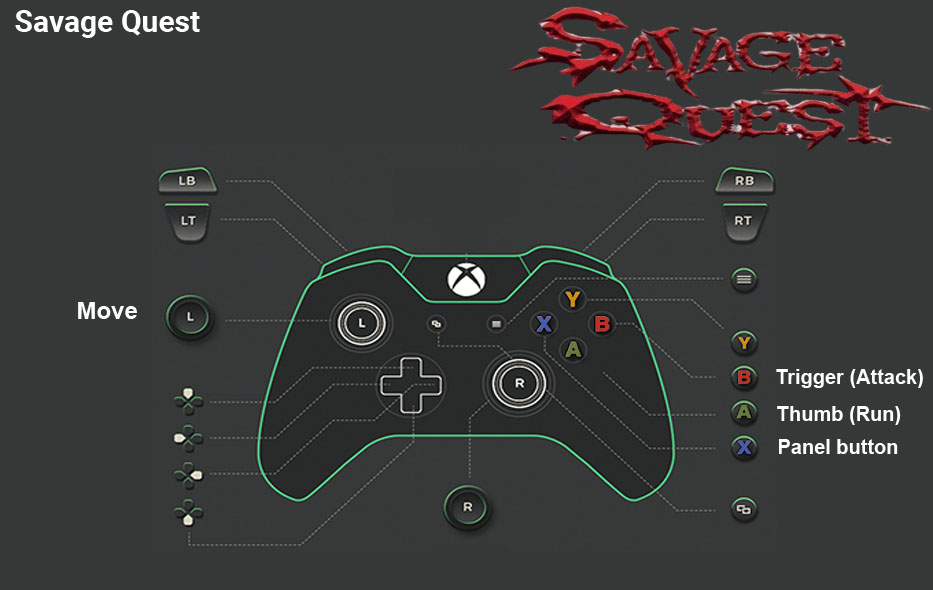 Savage Quest
SAVAGE
QUEST
LB
RB
LT
RT
Y
Move
L
L
X
B
A
Y
R
B Trigger (Attack)
A Thumb (Run)
X Panel button
R